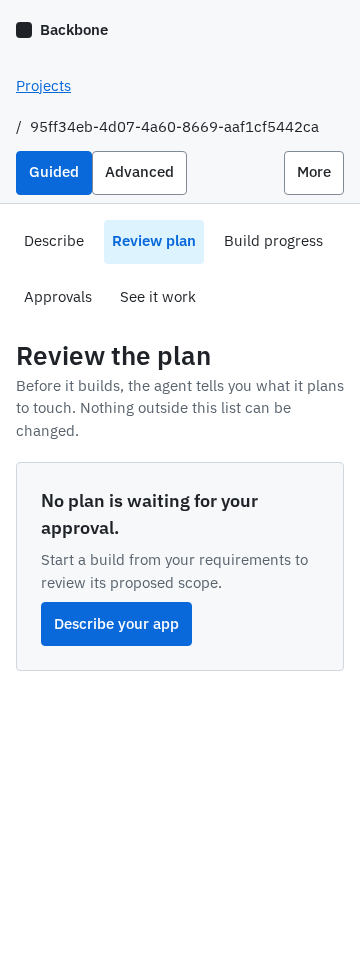 Backbone
Projects
/ 95ff34eb-4d07-4a60-8669-aaf1cf5442ca
Guided Advanced More
Describe Review plan Build progress
Approvals See it work
Review the plan
Before it builds, the agent tells you what it plans
to touch. Nothing outside this list can be
changed.
No plan is waiting for your
approval.
Start a build from your requirements to
review its proposed scope.
Describe your app